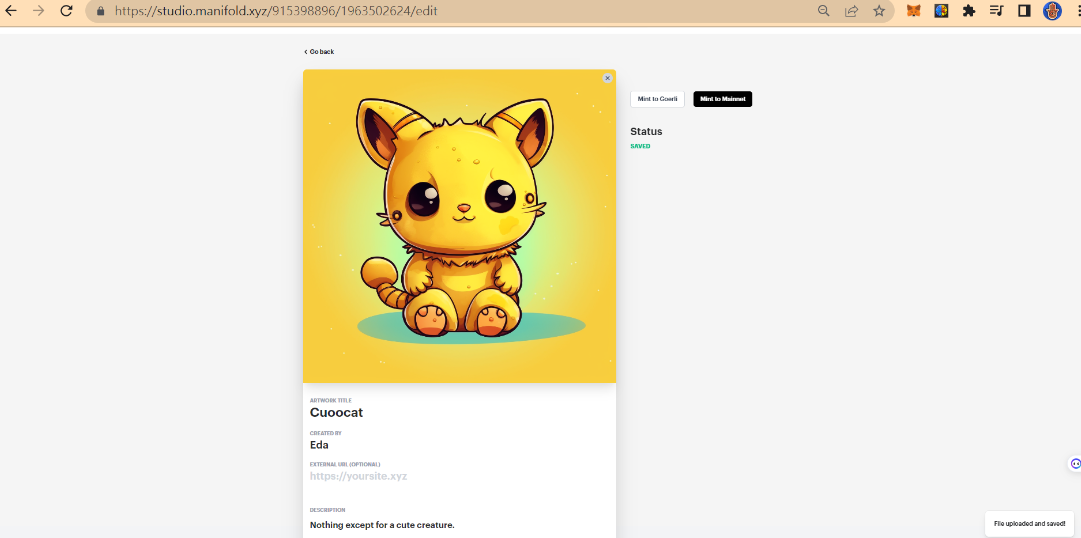 https://studio.manifold.xyz/915398896/1963502624/edit
Go back
Mint to Goerli
Mint to Mainnet
Status
SAVED
ARTWORK TITLE
Cuoocat
CREATED BY
Eda
EXTERNAL URL (OPTIONAL)
https://yoursite.xyz
DESCRIPTION
Nothing except for a cute creature.
File uploaded and saved!